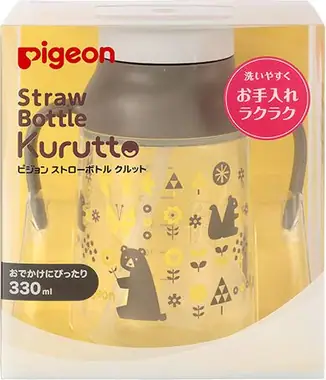 pigeon
洗いやすく
お手入れ
ラクラク
Straw
Bottle
Kurutto
ピジョン ストローボトル クルット
おでかけにぴったり
330ml